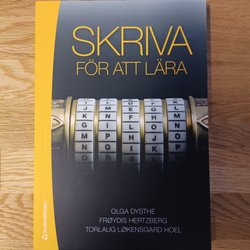 SKRIVA
FÖR ATT LÄRA
OLGA DYSTHE
FRØYDIS HERTZBERG
TORLAUG LØKENSGARD HOEL